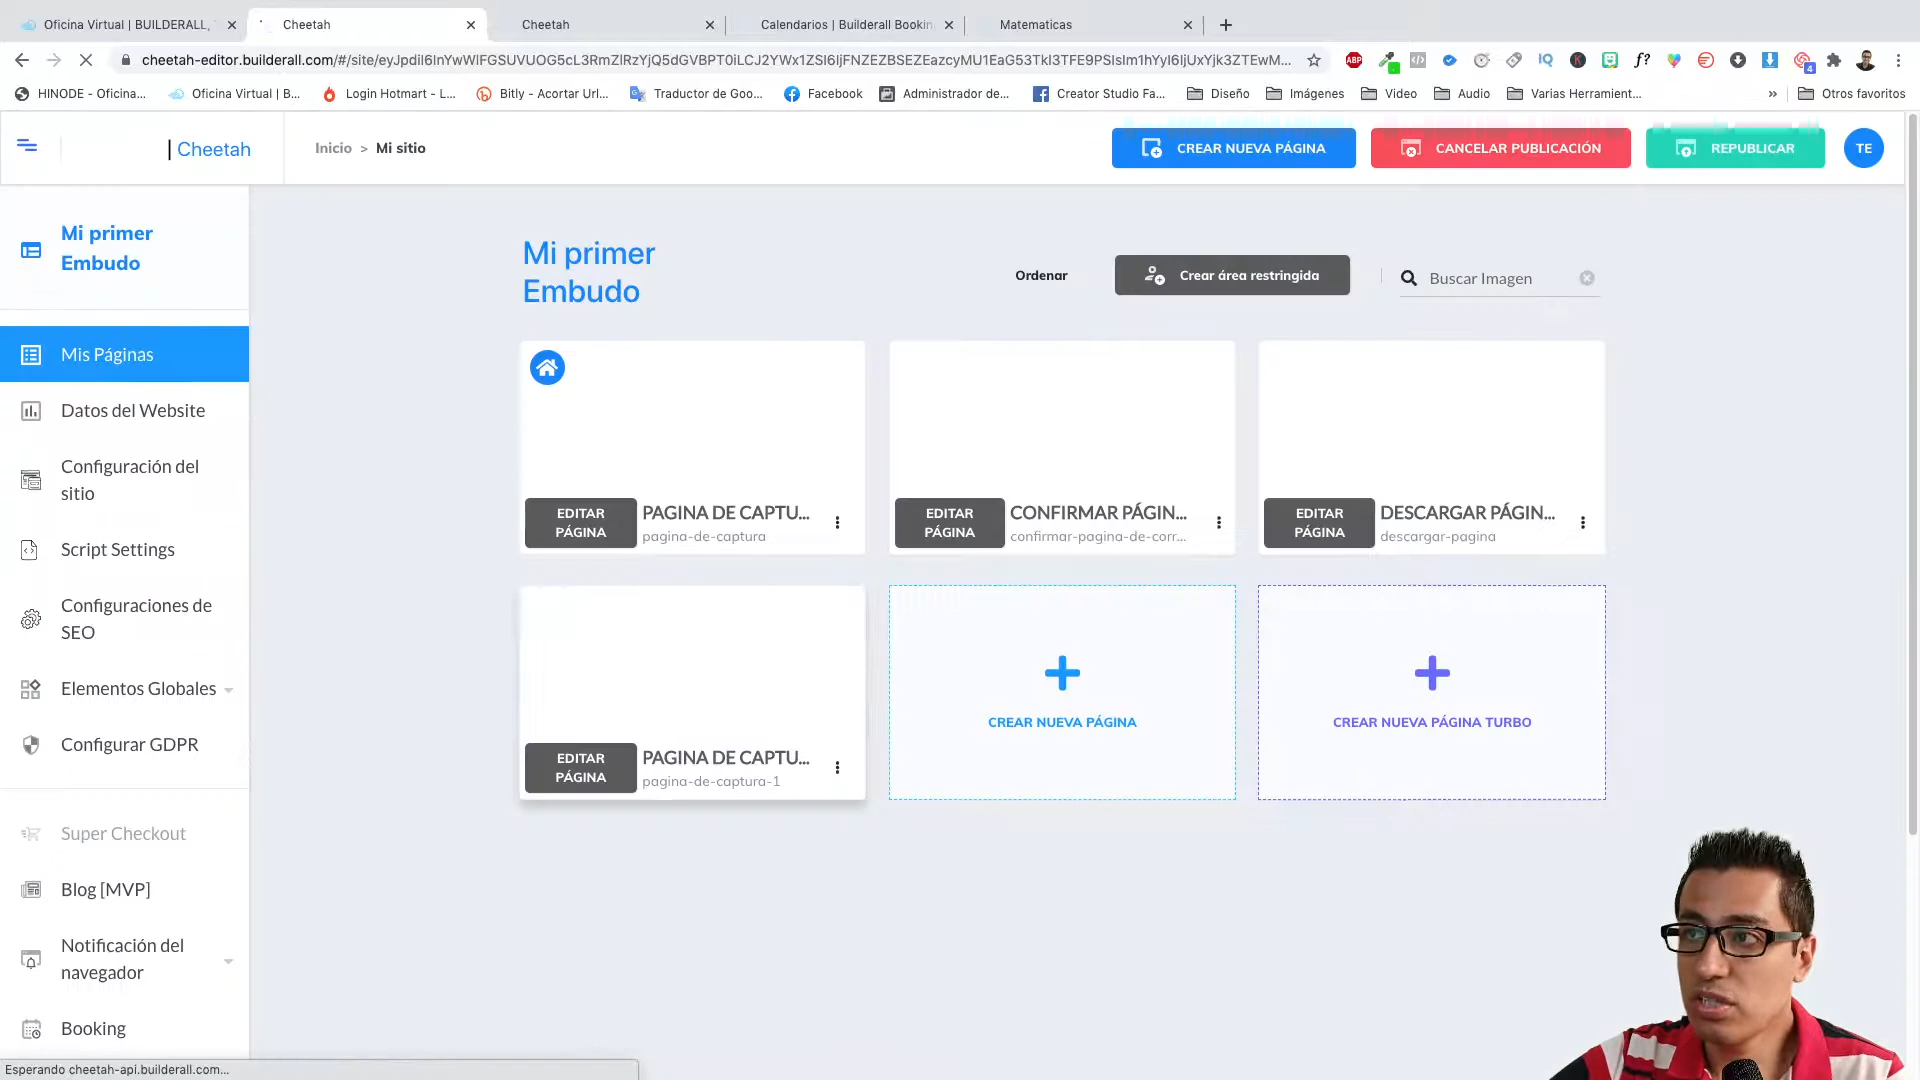 Oficina Virtual | BUILDERALL,
Cheetah
Cheetah
Calendarios | Builderall Bookin
Matematicas
HINODE - Oficina...
Oficina Virtual | B...
Login Hotmart - L...
Bitly - Acortar Url...
Traductor de Goo...
Facebook
Administrador de...
Creator Studio Fa...
Diseño
Imágenes
Video
Audio
Varias Herramient...
»
Otros favoritos
Cheetah
Inicio > Mi sitio
CREAR NUEVA PÁGINA
CANCELAR PUBLICACIÓN
REPUBLICAR
TE
Mi primer
Embudo
Mis Páginas
Datos del Website
Configuración del
sitio
Script Settings
Configuraciones de
SEO
Elementos Globales
Configurar GDPR
Super Checkout
Blog [MVP]
Notificación del
navegador
Booking
Mi primer
Embudo
Ordenar
Crear área restringida
Buscar Imagen
EDITAR
PÁGINA
PAGINA DE CAPTU...
pagina-de-captura
EDITAR
PÁGINA
CONFIRMAR PÁGIN...
confirmar-pagina-de-corr...
EDITAR
PÁGINA
DESCARGAR PÁGIN...
descargar-pagina
EDITAR
PÁGINA
PAGINA DE CAPTU...
pagina-de-captura-1
CREAR NUEVA PÁGINA
CREAR NUEVA PÁGINA TURBO
Esperando cheetah-api.builderall.com...